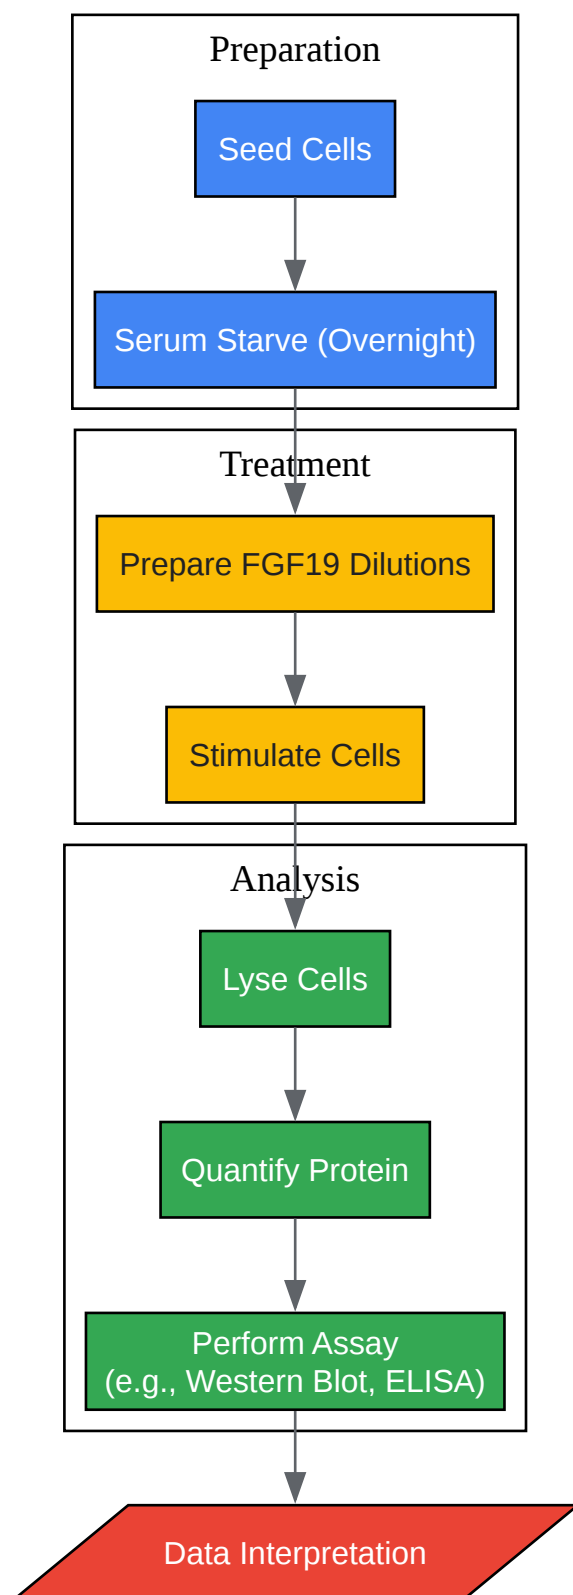 Preparation
Seed Cells
Serum Starve (Overnight)
Treatment
Prepare FGF19 Dilutions
Stimulate Cells
Analysis
Lyse Cells
Quantify Protein
Perform Assay
(e.g., Western Blot, ELISA)
Data Interpretation